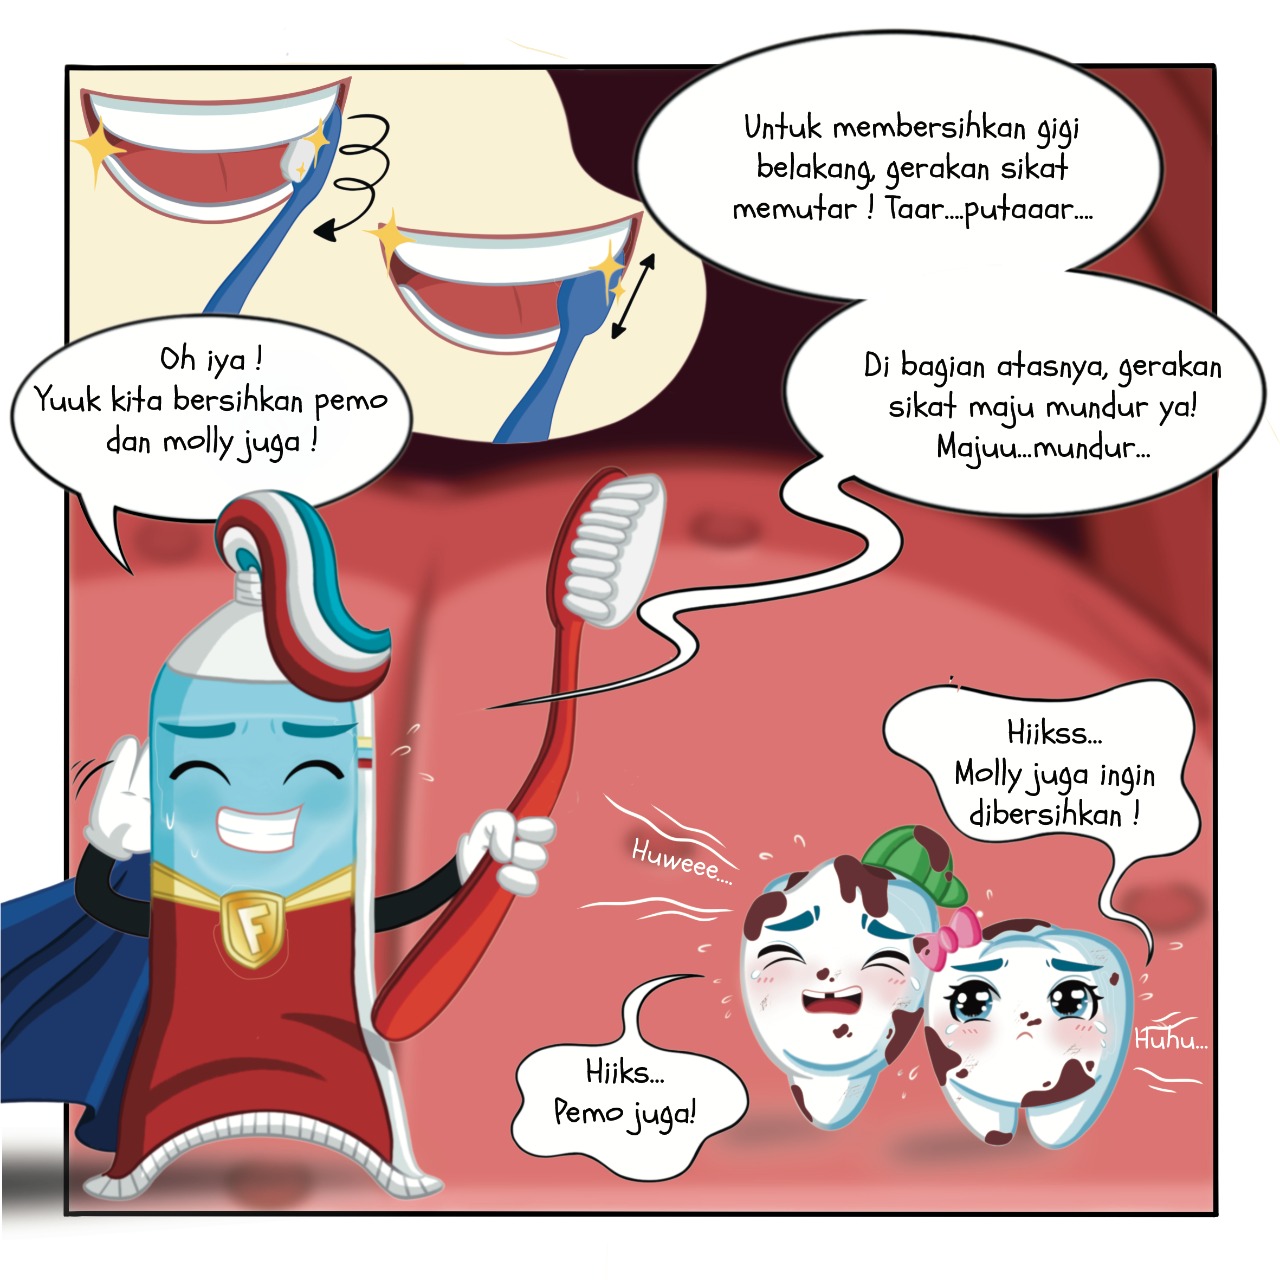 Untuk membersihkan gigi
belakang, gerakan sikat
memutar ! Taar....putaaar....
Di bagian atasnya, gerakan
sikat maju mundur ya!
Majuu...mundur...
Oh iya !
Yuuk kita bersihkan pemo
dan molly juga !
F
Hiikss...
Molly juga ingin
dibersihkan !
Huweee....
Huhu...
Hiiks...
Pemo juga!